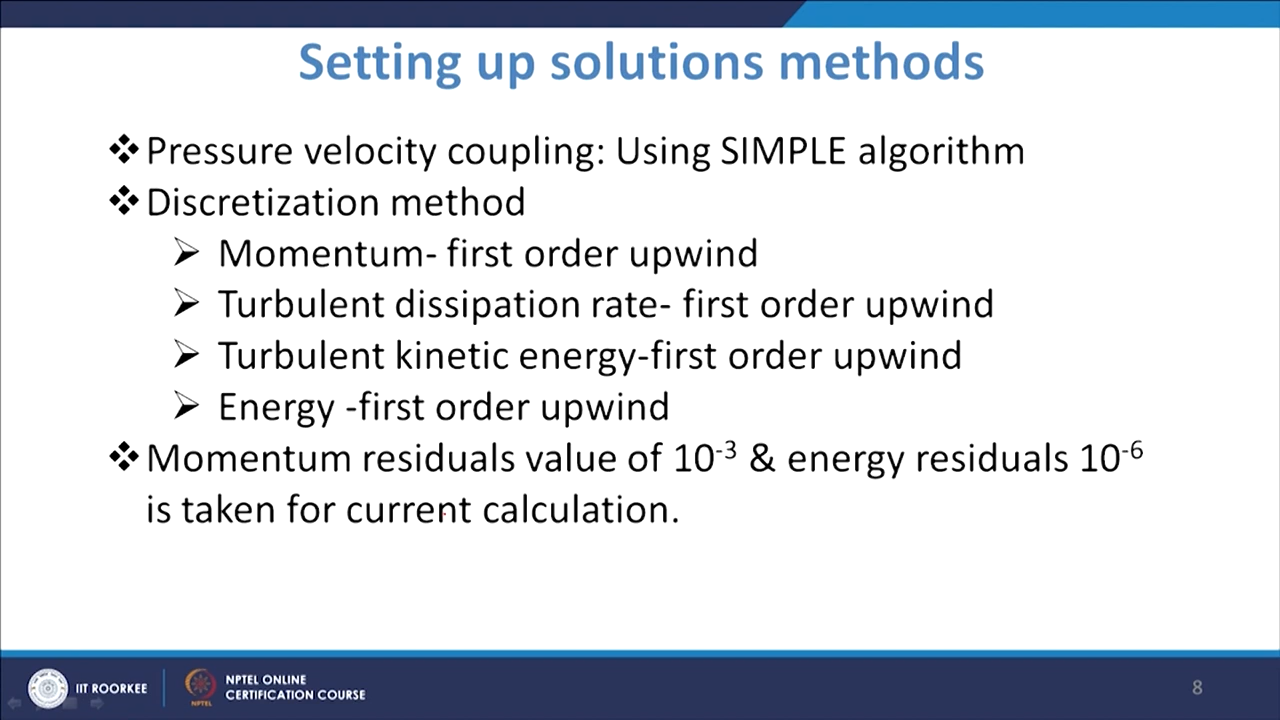 Setting up solutions methods
❖Pressure velocity coupling: Using SIMPLE algorithm
❖Discretization method
➢ Momentum- first order upwind
➢ Turbulent dissipation rate- first order upwind
➢ Turbulent kinetic energy-first order upwind
➢ Energy -first order upwind
❖Momentum residuals value of 10⁻³ & energy residuals 10⁻⁶
is taken for current calculation.
IIT ROORKEE
NPTEL
NPTEL ONLINE
CERTIFICATION COURSE
8